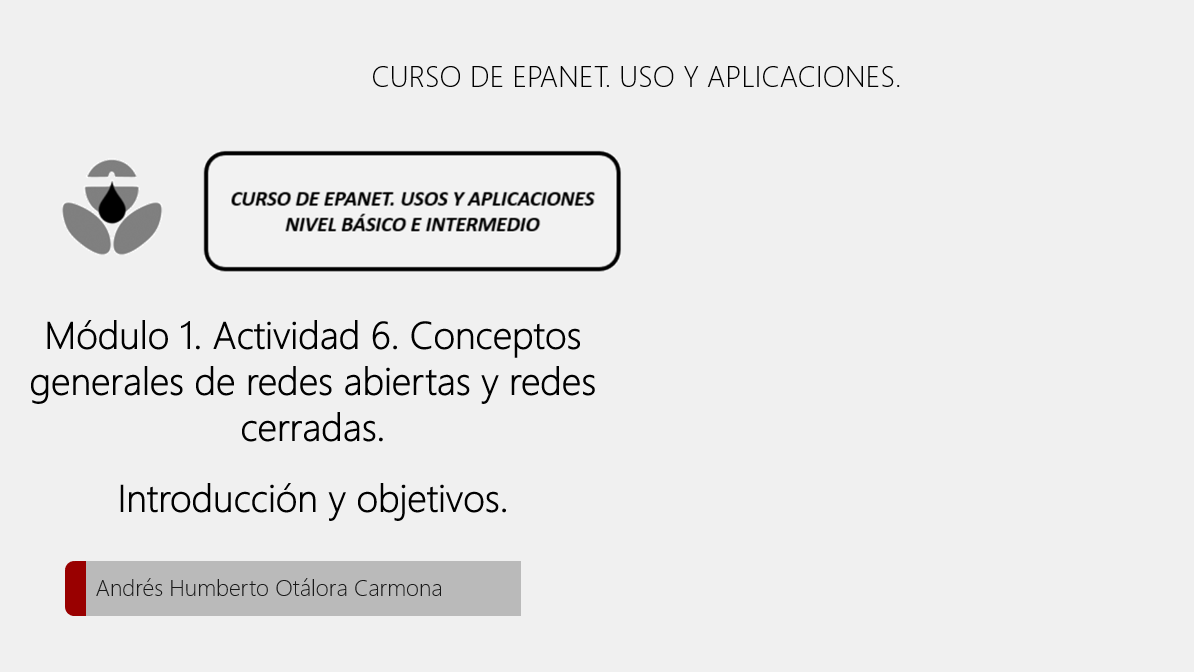 CURSO DE EPANET. USO Y APLICACIONES.
CURSO DE EPANET. USOS Y APLICACIONES
NIVEL BÁSICO E INTERMEDIO
Módulo 1. Actividad 6. Conceptos
generales de redes abiertas y redes
cerradas.
Introducción y objetivos.
Andrés Humberto Otálora Carmona